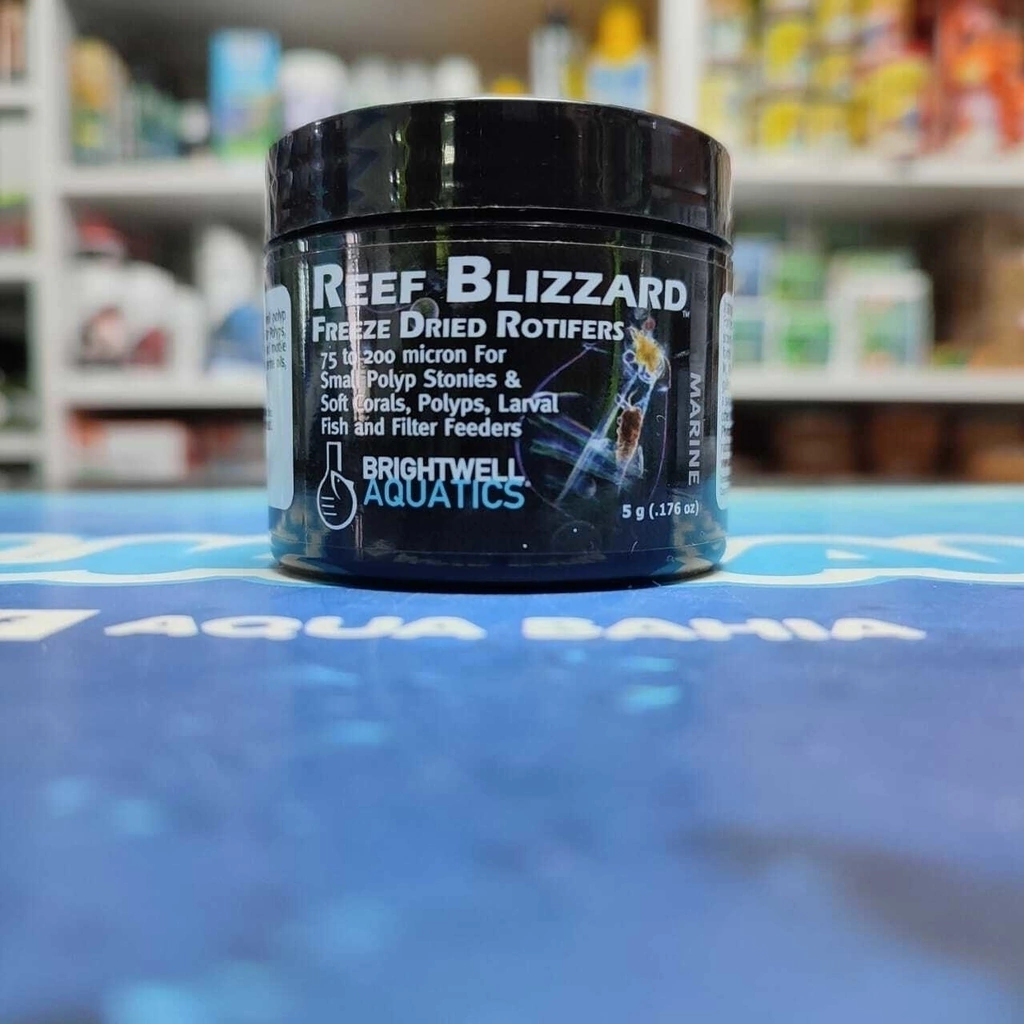 REEF BLIZZARD™
FREEZE DRIED ROTIFERS
75 to 200 micron For
Small Polyp Stonies &
Soft Corals, Polyps, Larval
Fish and Filter Feeders
MARINE
BRIGHTWELL
AQUATICS
5 g (.176 oz)
AQUA BAHIA